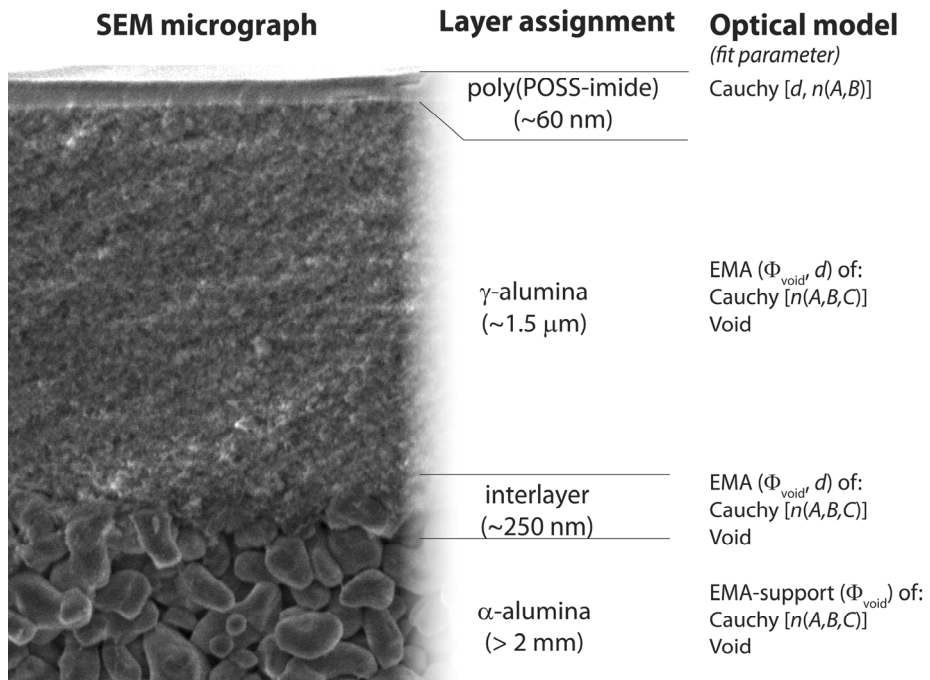 SEM micrograph
Layer assignment
Optical model
(fit parameter)
poly(POSS-imide)
(~60 nm)
Cauchy [d, n(A,B)]
γ-alumina
(~1.5 μm)
EMA (Φvoid, d) of:
Cauchy [n(A,B,C)]
Void
interlayer
(~250 nm)
EMA (Φvoid, d) of:
Cauchy [n(A,B,C)]
Void
α-alumina
(> 2 mm)
EMA-support (Φvoid) of:
Cauchy [n(A,B,C)]
Void